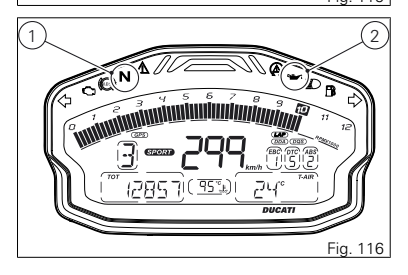 Fig. 116
1 2
N
0 1 2 3 4 5 6 7 8 9 10 11 12
RPMX1000
GPS LAP
DDA DQS
3 SPORT 299 km/h EBC DTC ABS
1 5 2
TOT T-AIR
12857 95°C 24°C
DUCATI
Fig. 116